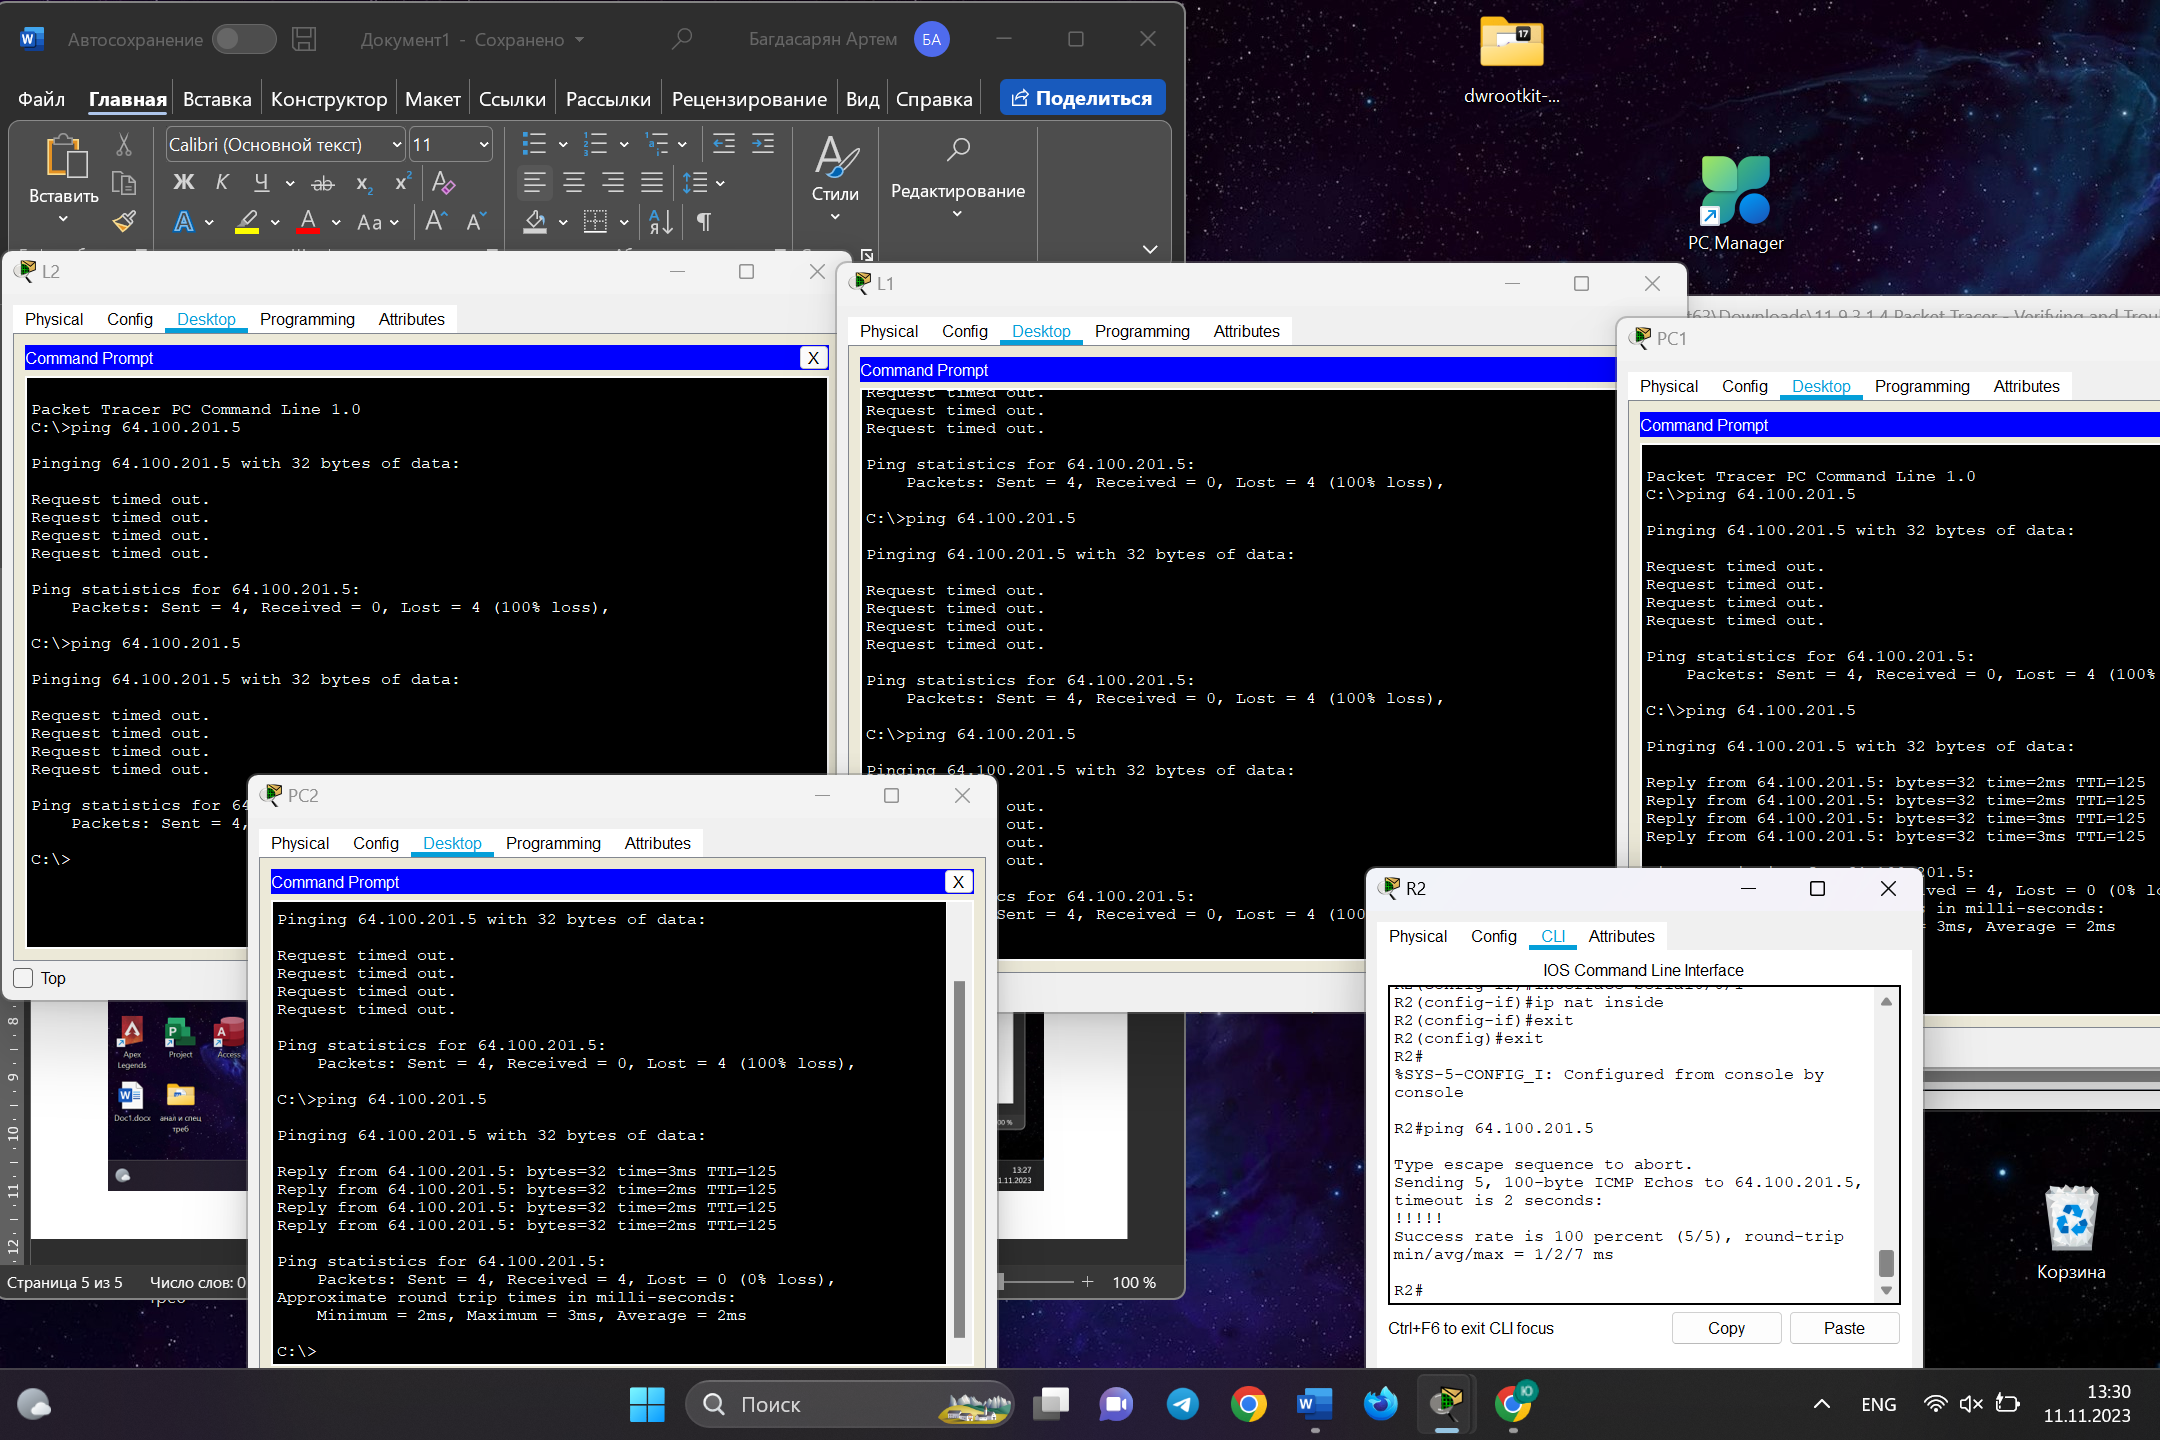 Автосохранение
Документ1 - Сохранено
Багдасарян Артем
БА
Файл
Главная
Вставка
Конструктор
Макет
Ссылки
Рассылки
Рецензирование
Вид
Справка
Поделиться
Вставить
Calibri (Основной текст)
11
Стили
Редактирование
dwrootkit-...
17
PC Manager
L2
Physical Config Desktop Programming Attributes
Command Prompt
X
Packet Tracer PC Command Line 1.0
C:\>ping 64.100.201.5
Pinging 64.100.201.5 with 32 bytes of data:
Request timed out.
Request timed out.
Request timed out.
Request timed out.
Ping statistics for 64.100.201.5:
Packets: Sent = 4, Received = 0, Lost = 4 (100% loss),
C:\>ping 64.100.201.5
Pinging 64.100.201.5 with 32 bytes of data:
Request timed out.
Request timed out.
Request timed out.
Request timed out.
Ping statistics for 64
Packets: Sent = 4,
C:\>
Top
L1
Physical Config Desktop Programming Attributes
Command Prompt
Request timed out.
Request timed out.
Request timed out.
Ping statistics for 64.100.201.5:
Packets: Sent = 4, Received = 0, Lost = 4 (100% loss),
C:\>ping 64.100.201.5
Pinging 64.100.201.5 with 32 bytes of data:
Request timed out.
Request timed out.
Request timed out.
Request timed out.
Ping statistics for 64.100.201.5:
Packets: Sent = 4, Received = 0, Lost = 4 (100% loss),
C:\>ping 64.100.201.5
Pinging 64.100.201.5 with 32 bytes of data:
out.
out.
out.
out.
cs for 64.100.201.5:
Sent = 4, Received = 0, Lost = 4 (100
t63\Downloads\11.9.3.1.4 Packet Tracer - Verifying and Trou
PC1
Physical Config Desktop Programming Attributes
Command Prompt
Packet Tracer PC Command Line 1.0
C:\>ping 64.100.201.5
Pinging 64.100.201.5 with 32 bytes of data:
Request timed out.
Request timed out.
Request timed out.
Request timed out.
Ping statistics for 64.100.201.5:
Packets: Sent = 4, Received = 0, Lost = 4 (100%
C:\>ping 64.100.201.5
Pinging 64.100.201.5 with 32 bytes of data:
Reply from 64.100.201.5: bytes=32 time=2ms TTL=125
Reply from 64.100.201.5: bytes=32 time=2ms TTL=125
Reply from 64.100.201.5: bytes=32 time=3ms TTL=125
Reply from 64.100.201.5: bytes=32 time=3ms TTL=125
201.5:
ved = 4, Lost = 0 (0% lo
in milli-seconds:
3ms, Average = 2ms
PC2
Physical Config Desktop Programming Attributes
Command Prompt
X
Pinging 64.100.201.5 with 32 bytes of data:
Request timed out.
Request timed out.
Request timed out.
Request timed out.
Ping statistics for 64.100.201.5:
Packets: Sent = 4, Received = 0, Lost = 4 (100% loss),
C:\>ping 64.100.201.5
Pinging 64.100.201.5 with 32 bytes of data:
Reply from 64.100.201.5: bytes=32 time=3ms TTL=125
Reply from 64.100.201.5: bytes=32 time=2ms TTL=125
Reply from 64.100.201.5: bytes=32 time=2ms TTL=125
Reply from 64.100.201.5: bytes=32 time=2ms TTL=125
Ping statistics for 64.100.201.5:
Packets: Sent = 4, Received = 4, Lost = 0 (0% loss),
Approximate round trip times in milli-seconds:
Minimum = 2ms, Maximum = 3ms, Average = 2ms
C:\>
R2
Physical Config CLI Attributes
IOS Command Line Interface
R2(config-if)#ip nat inside
R2(config-if)#exit
R2(config)#exit
R2#
%SYS-5-CONFIG_I: Configured from console by
console
R2#ping 64.100.201.5
Type escape sequence to abort.
Sending 5, 100-byte ICMP Echos to 64.100.201.5,
timeout is 2 seconds:
!!!!!
Success rate is 100 percent (5/5), round-trip
min/avg/max = 1/2/7 ms
R2#
Ctrl+F6 to exit CLI focus
Copy
Paste
Apex Legends
Project
Access
Doc1.docx
анал и спец треб
13:27
Страница 5 из 5
Число слов: 0
100 %
Корзина
Поиск
ENG
13:30
11.11.2023